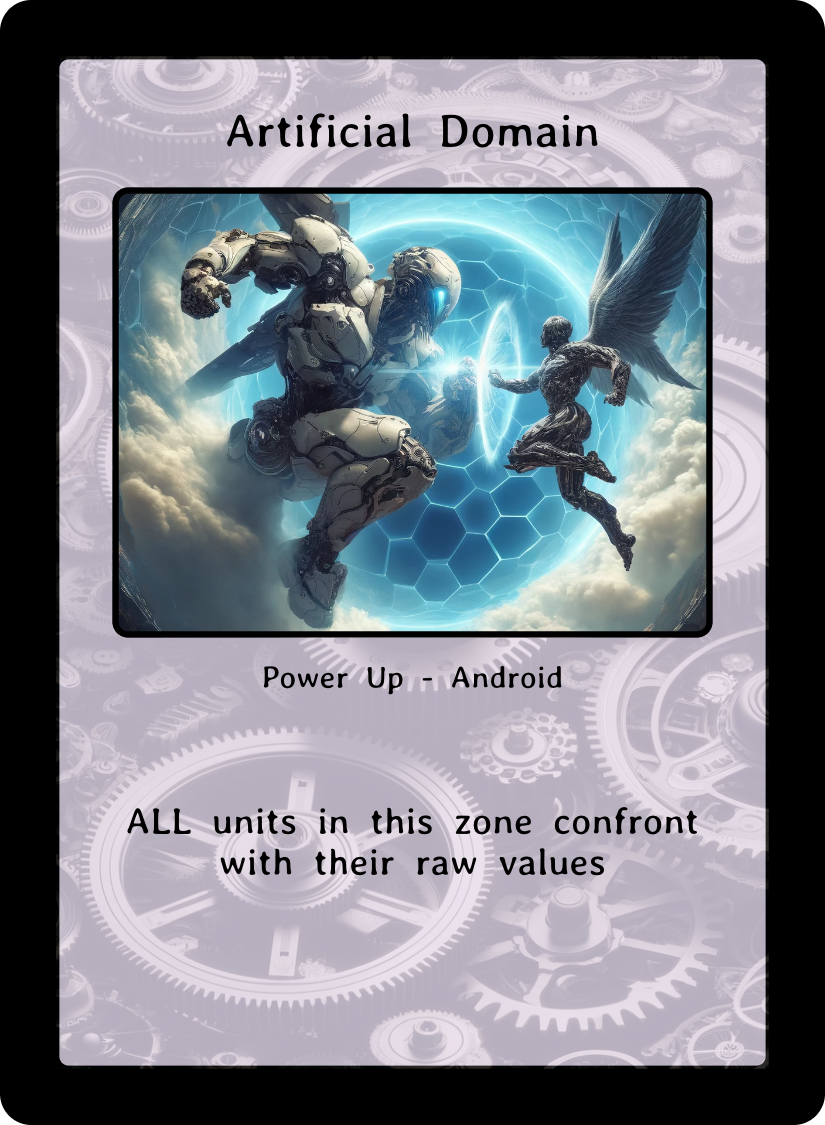 Artificial Domain
Power Up - Android
ALL units in this zone confront
with their raw values